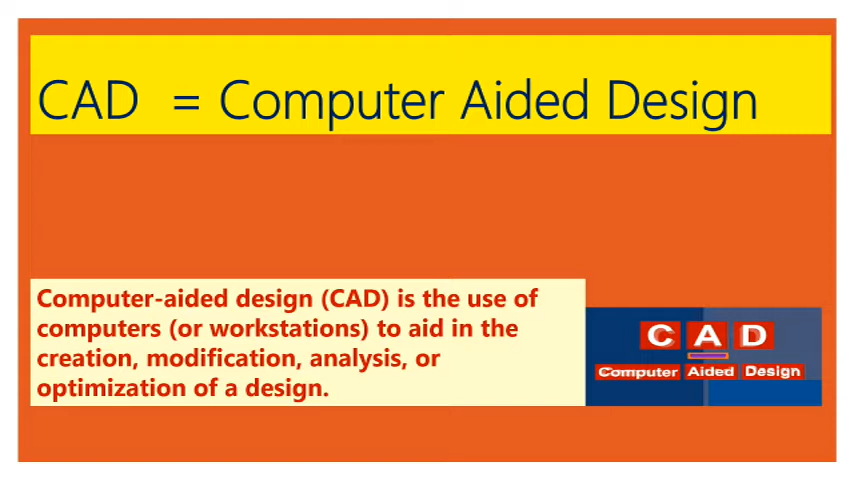 CAD = Computer Aided Design
Computer-aided design (CAD) is the use of
computers (or workstations) to aid in the
creation, modification, analysis, or
optimization of a design.
C A D
Computer Aided Design